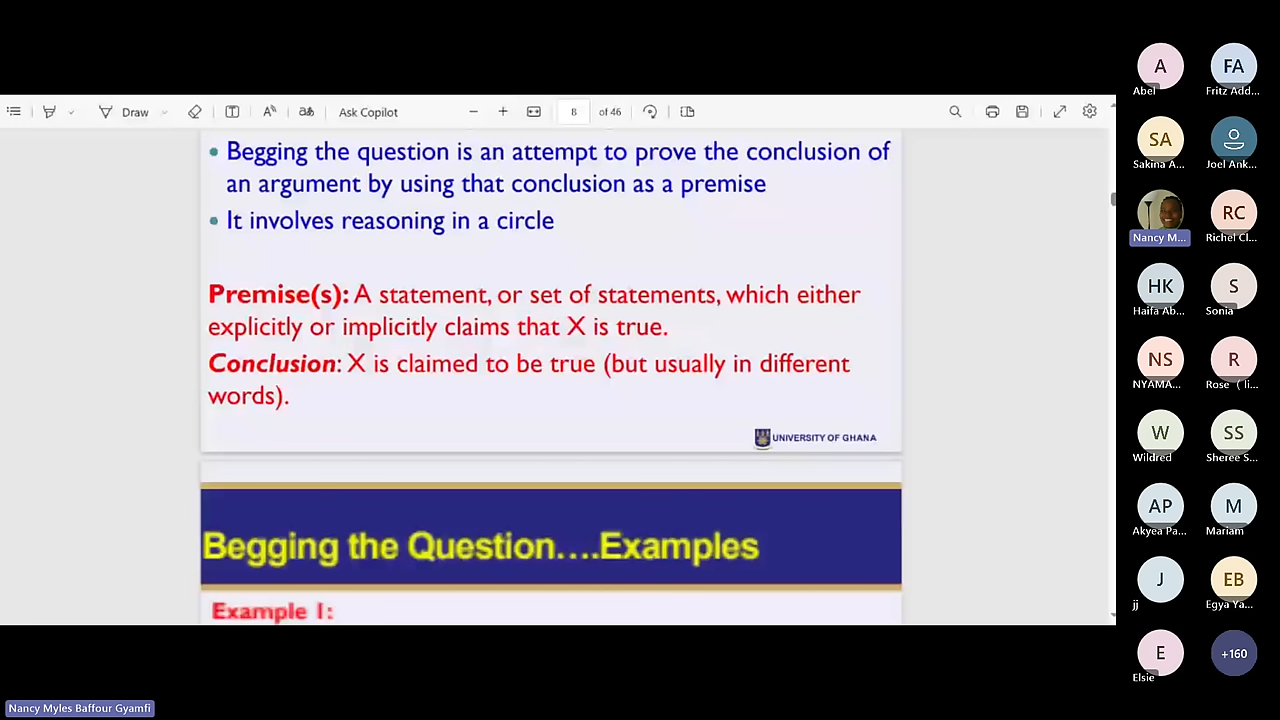 Draw
Ask Copilot
8 of 46
• Begging the question is an attempt to prove the conclusion of
an argument by using that conclusion as a premise
• It involves reasoning in a circle
Premise(s): A statement, or set of statements, which either
explicitly or implicitly claims that X is true.
Conclusion: X is claimed to be true (but usually in different
words).
UNIVERSITY OF GHANA
Begging the Question....Examples
Example 1:
A
Abel
FA
Fritz Add...
SA
Sakina A...
Joel Ank...
Nancy M...
RC
Richel Cl...
HK
Haifa Ab...
S
Sonia
NS
NYAMA...
R
W
Wildred
SS
Sheree S...
AP
Akyea Pa...
M
Mariam
J
jj
EB
Egya Ya...
E
Elsie
+160
Nancy Myles Baffour Gyamfi